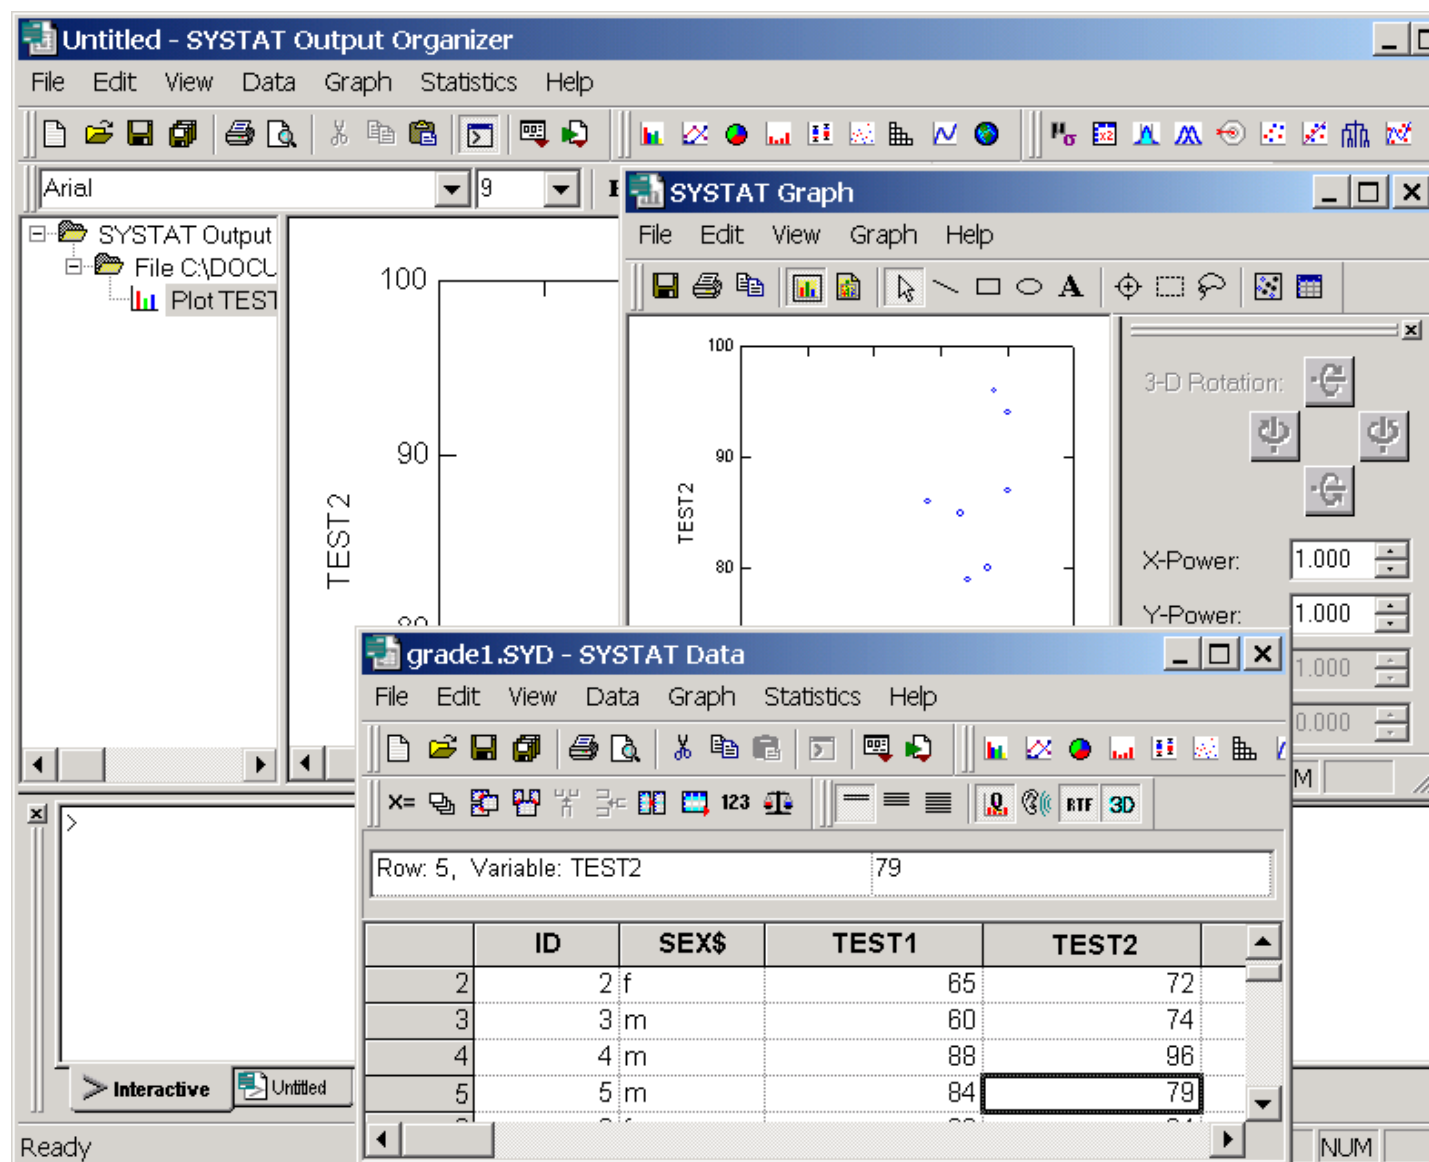 Untitled - SYSTAT Output Organizer
File Edit View Data Graph Statistics Help
Arial 9
SYSTAT Output
File C:\DOCU
Plot TEST
100
90
TEST2
SYSTAT Graph
File Edit View Graph Help
A
100
90
80
TEST2
3-D Rotation:
X-Power: 1.000
Y-Power: 1.000
1.000
0.000
grade1.SYD - SYSTAT Data
File Edit View Data Graph Statistics Help
X= 123 RTF 3D
Row: 5, Variable: TEST2 79
ID SEX$ TEST1 TEST2
2 2 f 65 72
3 3 m 60 74
4 4 m 88 96
5 5 m 84 79
>
Interactive Untitled
Ready NUM